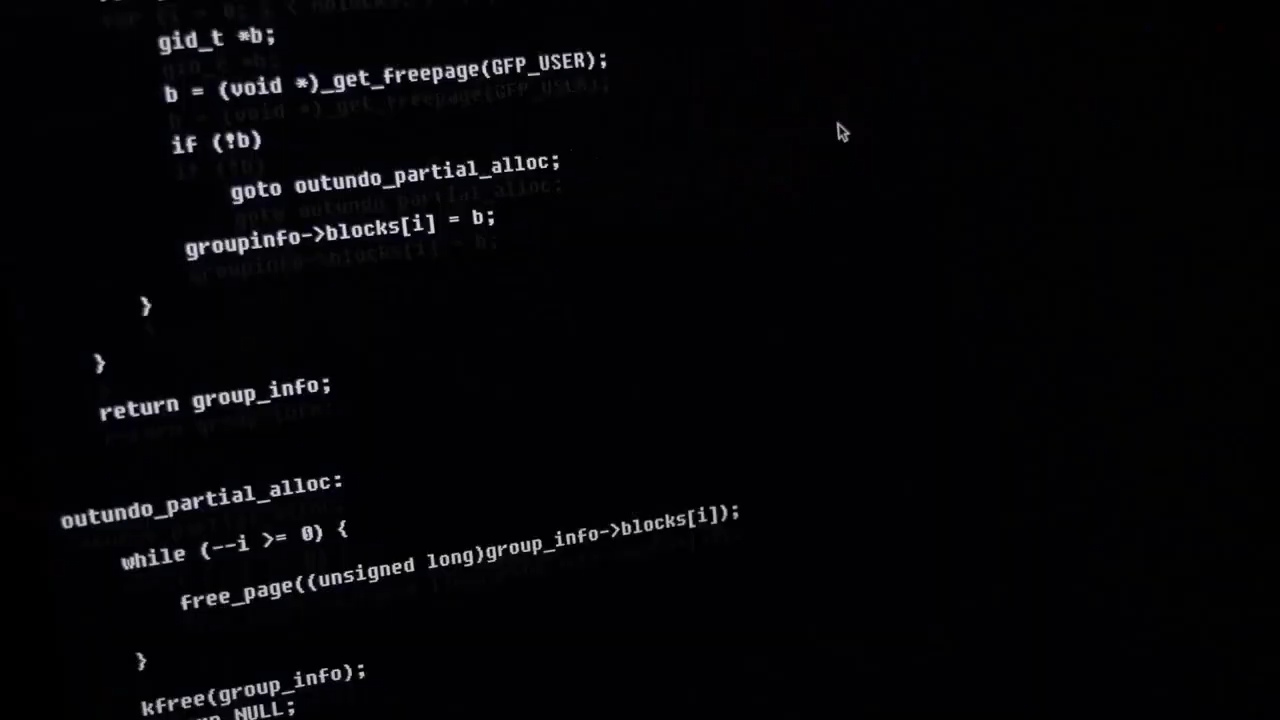 gid_t *b;
b = (void *)_get_freepage(GFP_USER);
if (!b)
goto outundo_partial_alloc;
groupinfo->blocks[i] = b;
}
}
return group_info;
outundo_partial_alloc:
while (--i >= 0) {
free_page((unsigned long)group_info->blocks[i]);
}
kfree(group_info);
NULL;